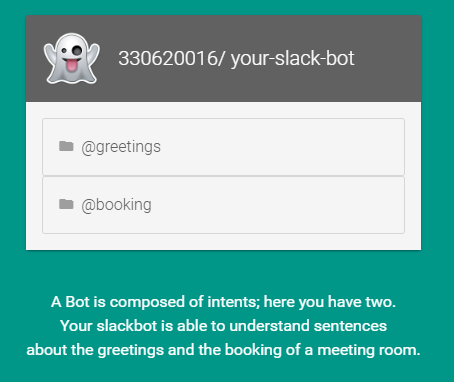 330620016/ your-slack-bot
@greetings
@booking
A Bot is composed of intents; here you have two.
Your slackbot is able to understand sentences
about the greetings and the booking of a meeting room.